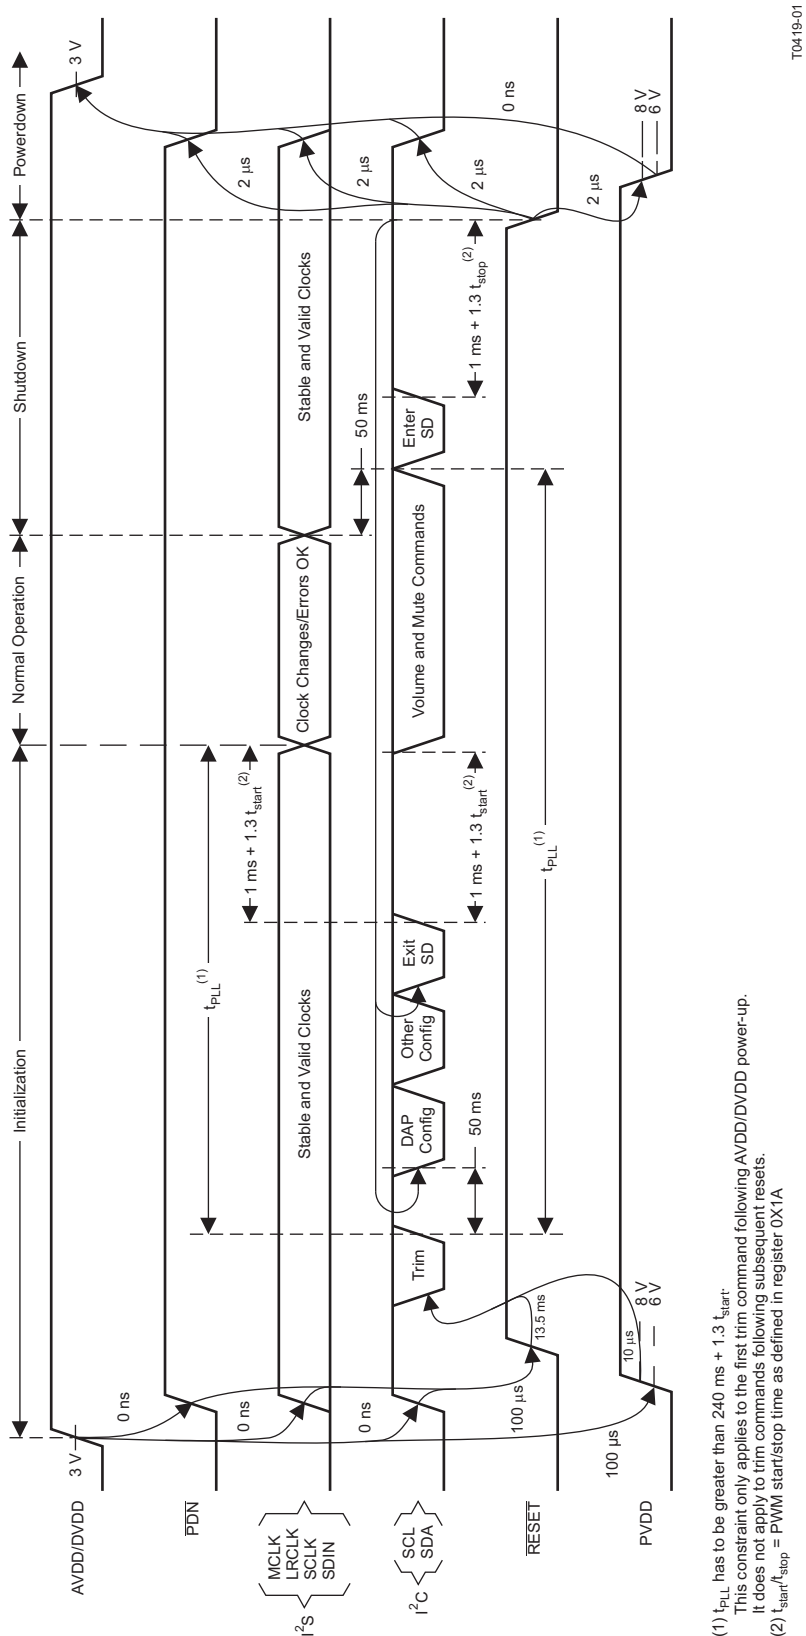 Initialization
Normal Operation
Shutdown
Powerdown
AVDD/DVDD
3 V
3 V
0 ns
PDN
0 ns
2 μs
t_PLL(1)
1 ms + 1.3 t_start(2)
I²S
MCLK
LRCLK
SCLK
SDIN
Stable and Valid Clocks
Clock Changes/Errors OK
Stable and Valid Clocks
0 ns
2 μs
50 ms
I²C
SCL
SDA
Trim
DAP
Config
Other
Config
Exit
SD
Volume and Mute Commands
Enter
SD
2 μs
50 ms
1 ms + 1.3 t_start(2)
1 ms + 1.3 t_stop(2)
100 μs
RESET
13.5 ms
t_PLL(1)
0 ns
2 μs
100 μs
10 μs
PVDD
8 V
6 V
8 V
6 V
(1) t_PLL has to be greater than 240 ms + 1.3 t_start.
This constraint only applies to the first trim command following AVDD/DVDD power-up.
It does not apply to trim commands following subsequent resets.
(2) t_start/t_stop = PWM start/stop time as defined in register 0X1A
T0419-01